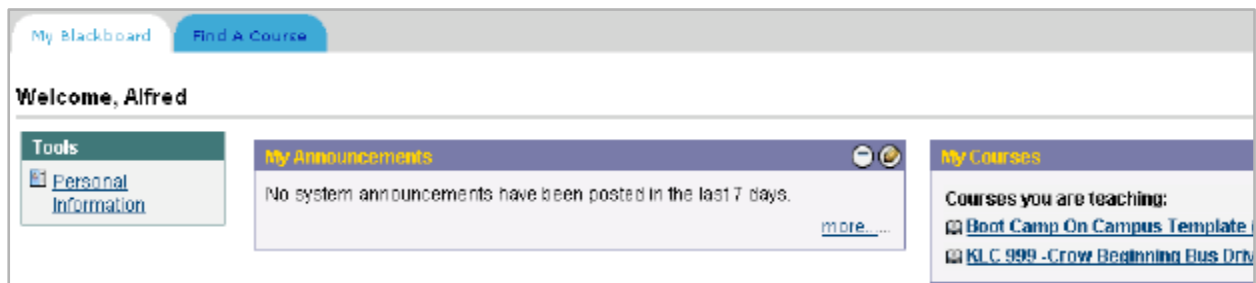 My Blackboard
Find A Course
Welcome, Alfred
Tools
Personal
Information
My Announcements
No system announcements have been posted in the last 7 days.
more......
My Courses
Courses you are teaching:
Boot Camp On Campus Template
KLC 999 -Crow Beginning Bus